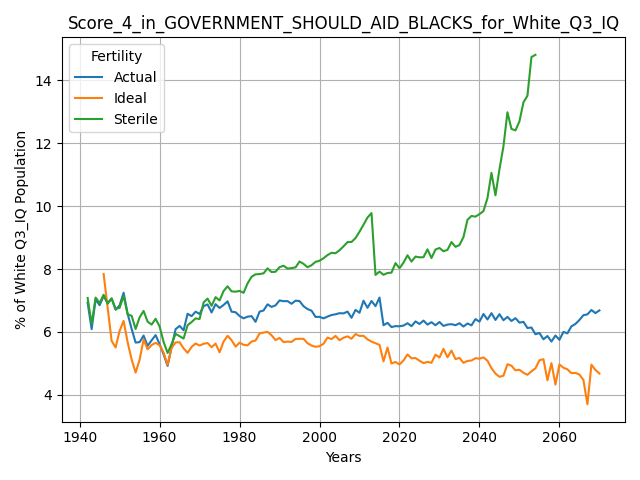 Score_4_in_GOVERNMENT_SHOULD_AID_BLACKS_for_White_Q3_IQ
Fertility
Actual
Ideal
Sterile
% of White Q3_IQ Population
14
12
10
8
6
4
1940 1960 1980 2000 2020 2040 2060
Years